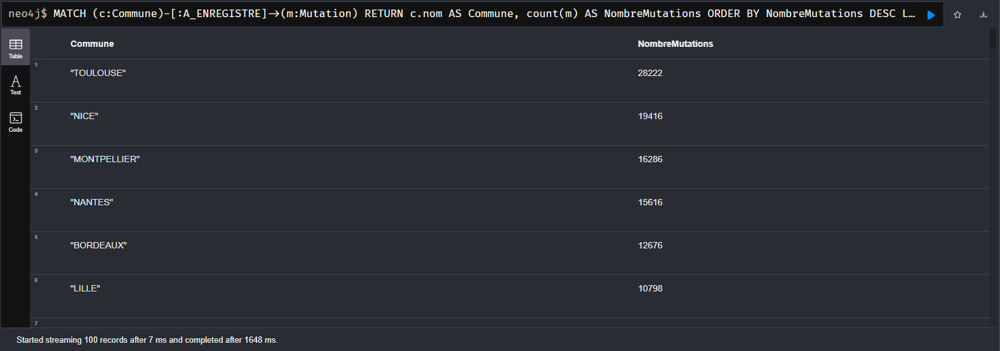 neo4j$ MATCH (c:Commune)-[:A_ENREGISTRE]→(m:Mutation) RETURN c.nom AS Commune, count(m) AS NombreMutations ORDER BY NombreMutations DESC L…
Table
Text
Code
Commune NombreMutations
1 "TOULOUSE" 28222
2 "NICE" 19416
3 "MONTPELLIER" 16286
4 "NANTES" 15616
5 "BORDEAUX" 12676
6 "LILLE" 10798
7
Started streaming 100 records after 7 ms and completed after 1648 ms.